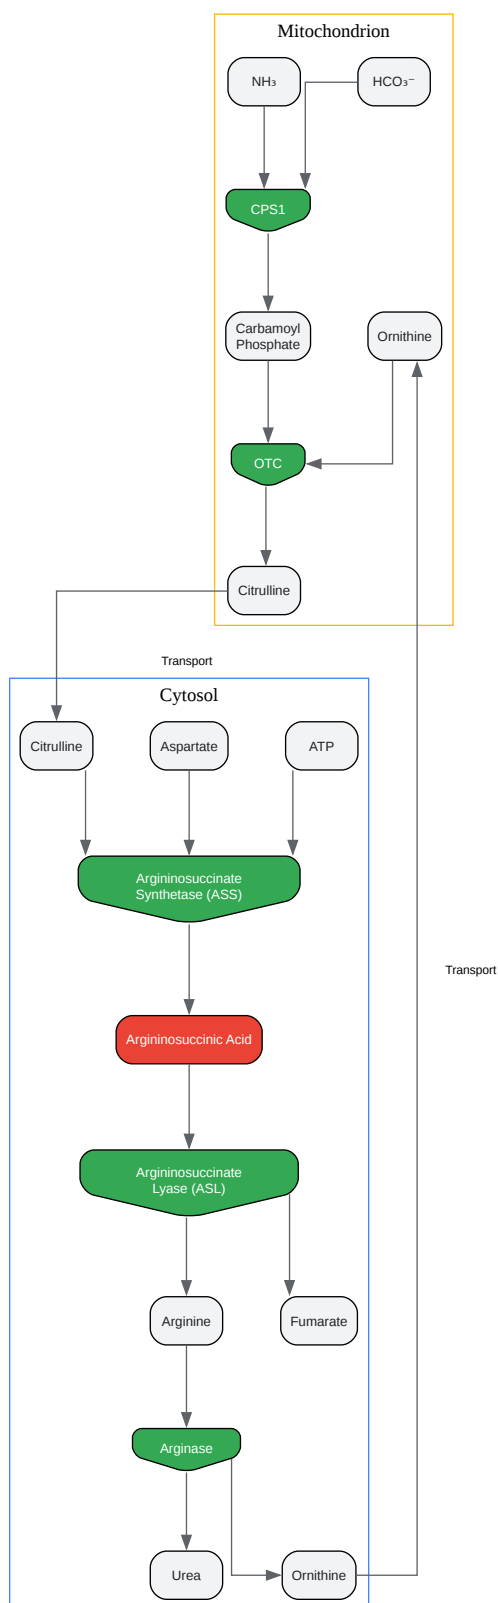 Mitochondrion
NH₃
HCO₃⁻
CPS1
Carbamoyl
Phosphate
Ornithine
OTC
Citrulline
Transport
Cytosol
Citrulline
Aspartate
ATP
Argininosuccinate
Synthetase (ASS)
Transport
Argininosuccinic Acid
Argininosuccinate
Lyase (ASL)
Arginine
Fumarate
Arginase
Urea
Ornithine